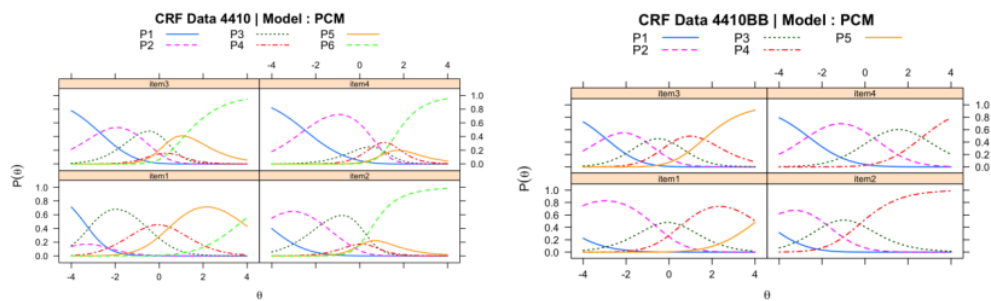 CRF Data 4410 | Model : PCM
P1 P3 P5
P2 P4 P6
-4 -2 0 2 4
item3 item4
1.0
0.8
0.6
0.4
0.2
0.0
item1 item2
1.0
0.8
0.6
0.4
0.2
0.0
P(θ)
-4 -2 0 2 4
θ
CRF Data 4410BB | Model : PCM
P1 P3 P5
P2 P4
-4 -2 0 2 4
item3 item4
1.0
0.8
0.6
0.4
0.2
0.0
item1 item2
1.0
0.8
0.6
0.4
0.2
0.0
P(θ)
-4 -2 0 2 4
θ